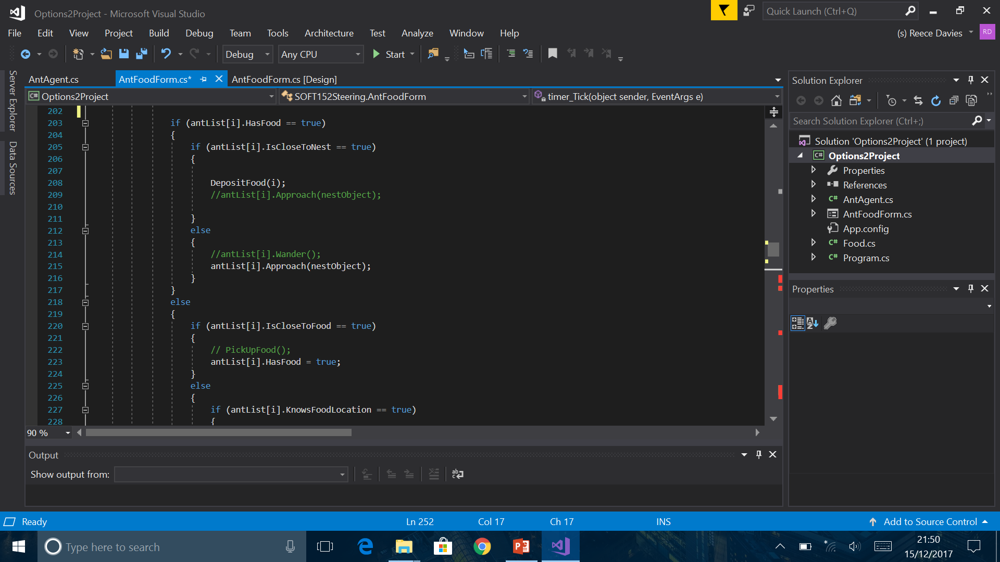 Options2Project - Microsoft Visual Studio
Quick Launch (Ctrl+Q)
File Edit View Project Build Debug Team Tools Architecture Test Analyze Window Help
(s) Reece Davies
RD
Debug
Any CPU
Start
Server Explorer
Data Sources
AntAgent.cs
AntFoodForm.cs*
AntFoodForm.cs [Design]
C# Options2Project
SOFT152Steering.AntFoodForm
timer_Tick(object sender, EventArgs e)
202
203 if (antList[i].HasFood == true)
204 {
205 if (antList[i].IsCloseToNest == true)
206 {
207
208 DepositFood(i);
209 //antList[i].Approach(nestObject);
210
211 }
212 else
213 {
214 //antList[i].Wander();
215 antList[i].Approach(nestObject);
216 }
217 }
218 else
219 {
220 if (antList[i].IsCloseToFood == true)
221 {
222 // PickUpFood();
223 antList[i].HasFood = true;
224 }
225 else
226 {
227 if (antList[i].KnowsFoodLocation == true)
228 {
90 %
Output
Show output from:
Solution Explorer
Search Solution Explorer (Ctrl+;)
Solution 'Options2Project' (1 project)
C# Options2Project
Properties
References
C# AntAgent.cs
AntFoodForm.cs
App.config
C# Food.cs
C# Program.cs
Properties
Ready
Ln 252
Col 17
Ch 17
INS
Add to Source Control
Type here to search
21:50
15/12/2017